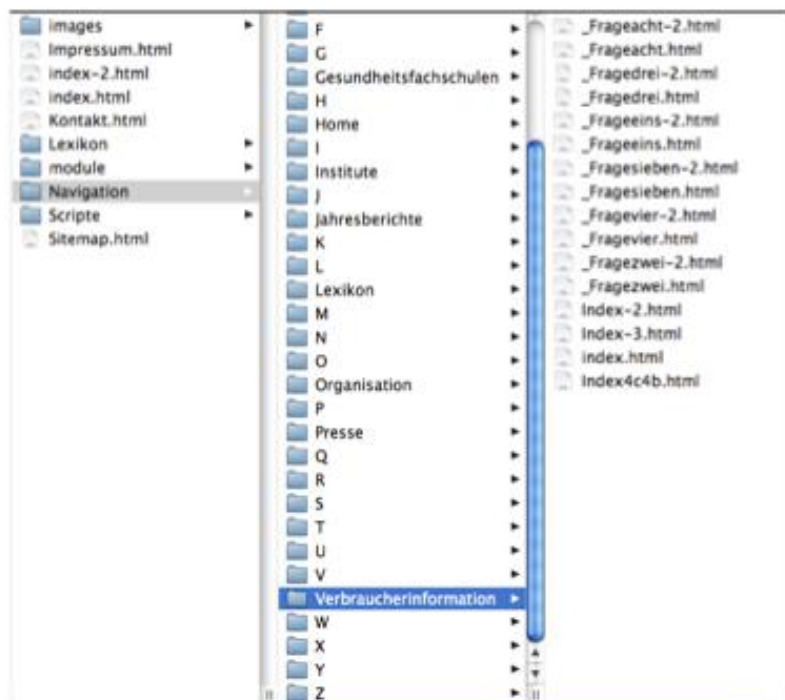 images
Impressum.html
index-2.html
index.html
Kontakt.html
Lexikon
module
Navigation
Scripte
Sitemap.html
F
G
Gesundheitsfachschulen
H
Home
I
Institute
J
Jahresberichte
K
L
Lexikon
M
N
O
Organisation
P
Presse
Q
R
S
T
U
V
Verbraucherinformation
W
X
Y
Z
_Frageacht-2.html
_Frageacht.html
_Fragedrei-2.html
_Fragedrei.html
_Frageeins-2.html
_Frageeins.html
_Fragesieben-2.html
_Fragesieben.html
_Fragevier-2.html
_Fragevier.html
_Fragezwei-2.html
_Fragezwei.html
Index-2.html
Index-3.html
index.html
Index4c4b.html